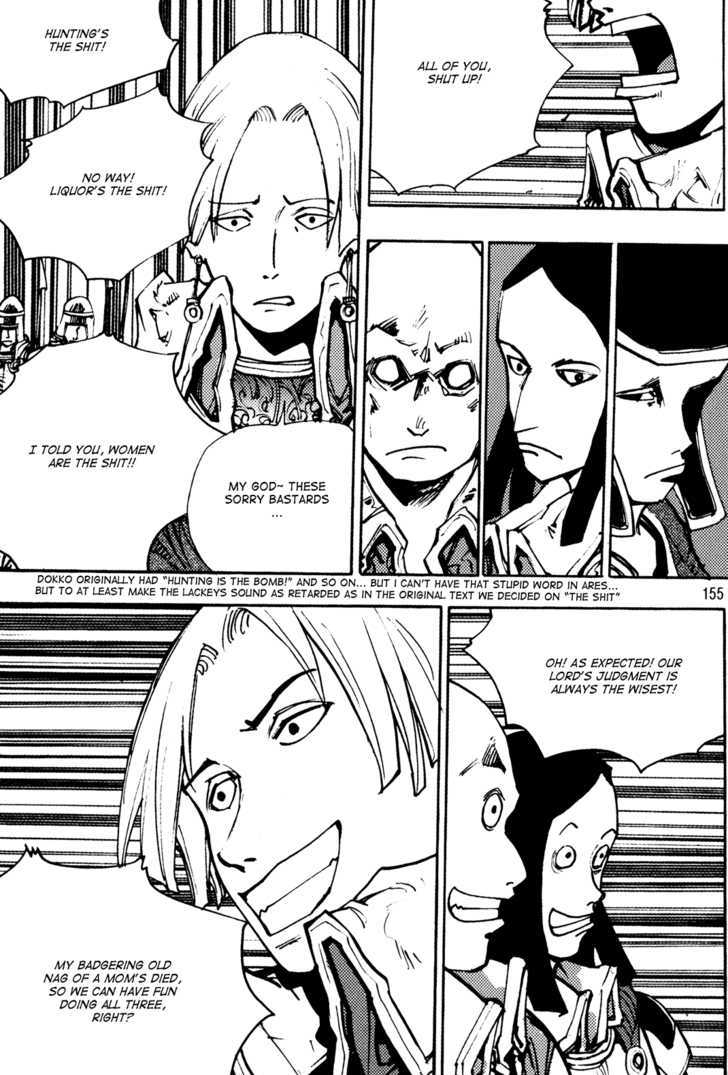 HUNTING'S
THE SHIT!
NO WAY!
LIQUOR'S THE SHIT!
I TOLD YOU, WOMEN
ARE THE SHIT!!
MY GOD~ THESE
SORRY BASTARDS
...
ALL OF YOU,
SHUT UP!
DOKKO ORIGINALLY HAD "HUNTING IS THE BOMB!" AND SO ON... BUT I CAN'T HAVE THAT STUPID WORD IN ARES...
BUT TO AT LEAST MAKE THE LACKEYS SOUND AS RETARDED AS IN THE ORIGINAL TEXT WE DECIDED ON "THE SHIT"
155
MY BADGERING OLD
NAG OF A MOM'S DIED,
SO WE CAN HAVE FUN
DOING ALL THREE,
RIGHT?
OH! AS EXPECTED! OUR
LORD'S JUDGMENT IS
ALWAYS THE WISEST!